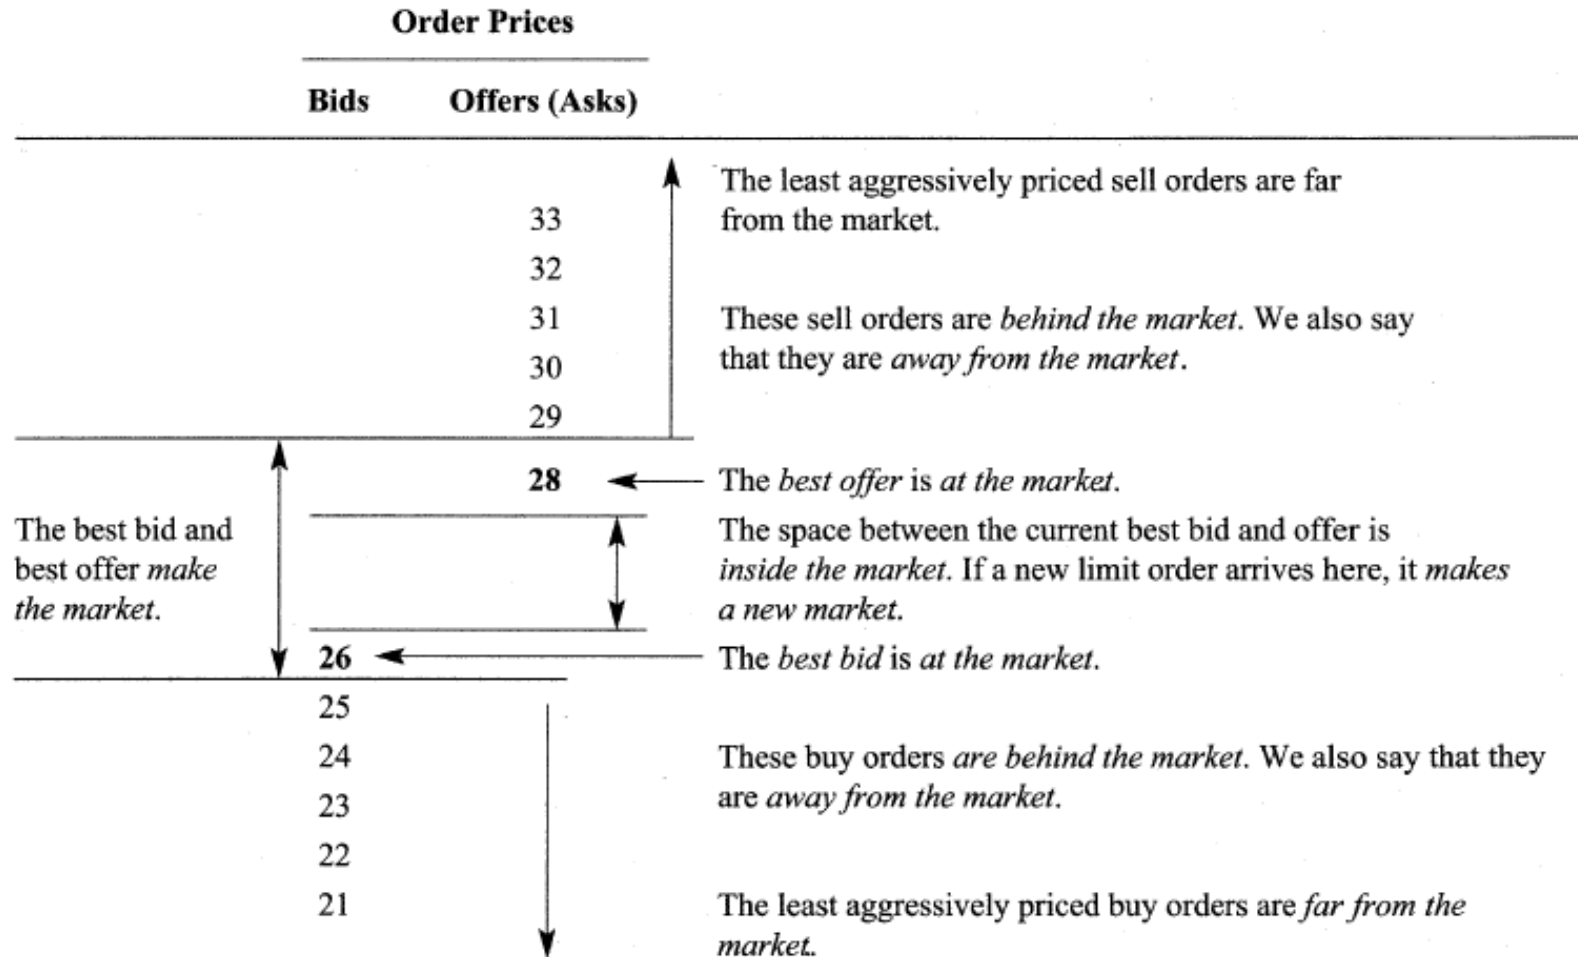 Order Prices
Bids Offers (Asks)
The least aggressively priced sell orders are far
33 from the market.
32
31 These sell orders are behind the market. We also say
30 that they are away from the market.
29
28 The best offer is at the market.
The best bid and The space between the current best bid and offer is
best offer make inside the market. If a new limit order arrives here, it makes
the market. a new market.
26 The best bid is at the market.
25
24 These buy orders are behind the market. We also say that they
23 are away from the market.
22
21 The least aggressively priced buy orders are far from the
market.